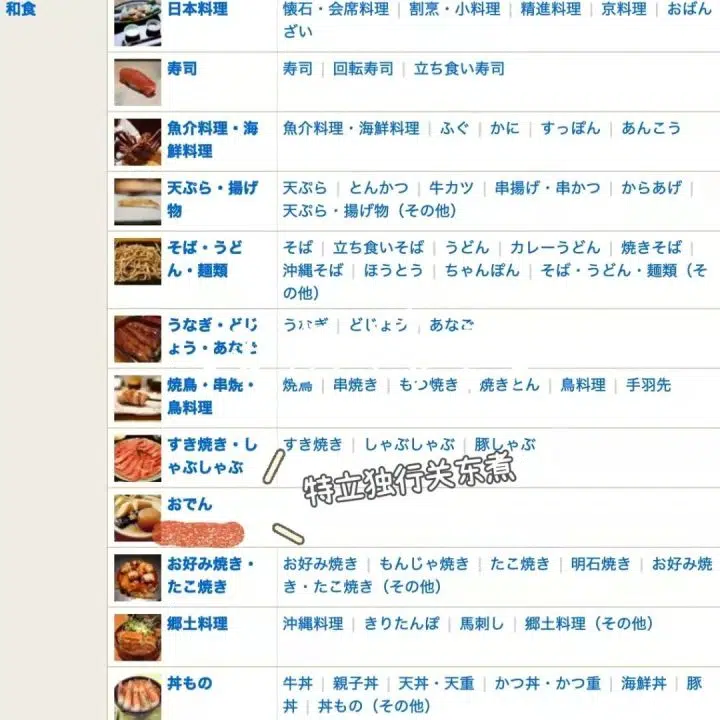 和食
日本料理
懐石・会席料理 | 割烹・小料理 | 精進料理 | 京料理 | おばん
ざい
寿司
寿司 | 回転寿司 | 立ち食い寿司
魚介料理・海
鮮料理
魚介料理・海鮮料理 | ふぐ | かに | すっぽん | あんこう
天ぷら・揚げ
物
天ぷら | とんかつ | 牛カツ | 串揚げ・串かつ | からあげ |
天ぷら・揚げ物（その他）
そば・うど
ん・麺類
そば | 立ち食いそば | うどん | カレーうどん | 焼きそば |
沖縄そば | ほうとう | ちゃんぽん | そば・うどん・麺類（そ
の他）
うなぎ・どじ
ょう・あなご
うなぎ | どじょう | あなご
焼鳥・串焼・
鳥料理
焼鳥 | 串焼き | もつ焼き | 焼きとん | 鳥料理 | 手羽先
すき焼き・し
ゃぶしゃぶ
すき焼き | しゃぶしゃぶ | 豚しゃぶ
特立独行关东煮
おでん
お好み焼き・
たこ焼き
お好み焼き | もんじゃ焼き | たこ焼き | 明石焼き | お好み焼
き・たこ焼き（その他）
郷土料理
沖縄料理 | きりたんぽ | 馬刺し | 郷土料理（その他）
丼もの
牛丼 | 親子丼 | 天丼・天重 | かつ丼・かつ重 | 海鮮丼 | 豚
丼 | 丼もの（その他）